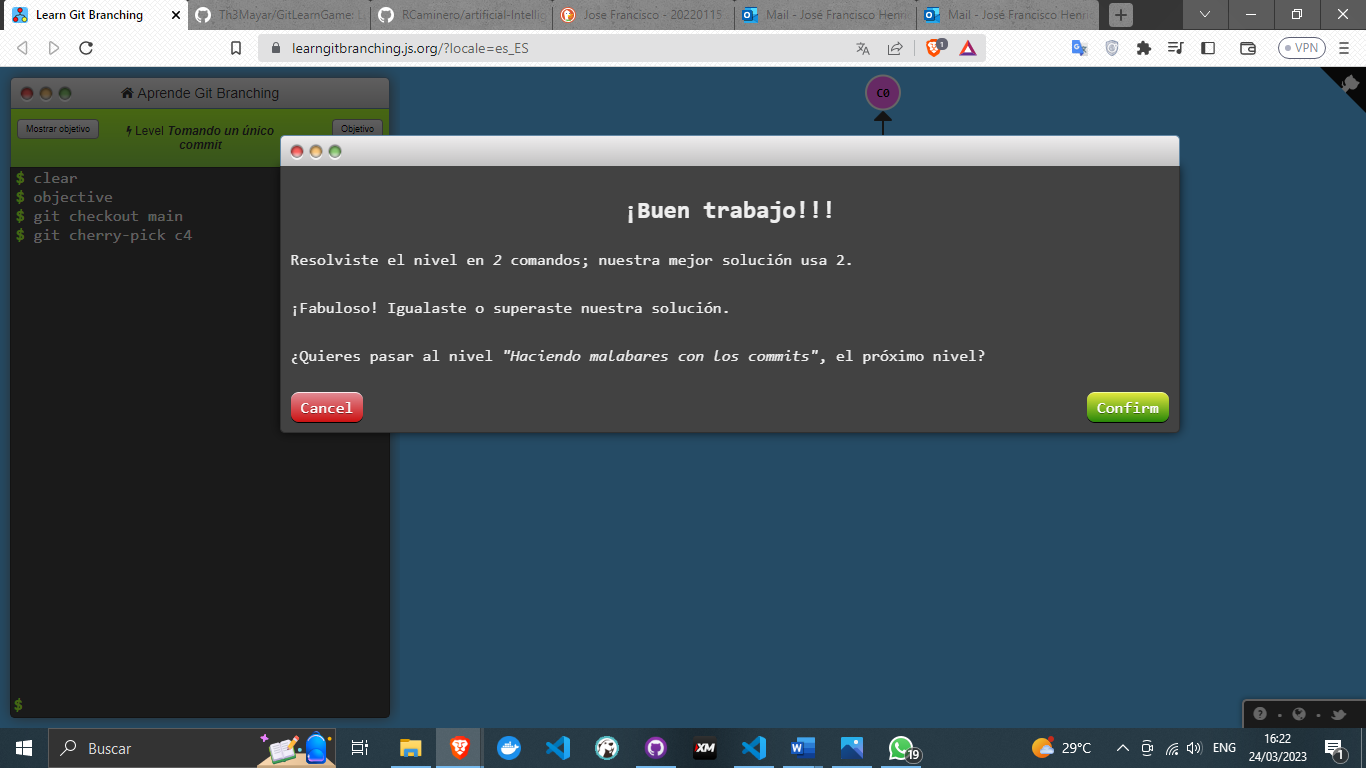 Learn Git Branching
Th3Mayar/GitLearnGame: L
RCaminero/artificial-Intellig
Jose Francisco - 20220115
Mail - José Francisco Henri
Mail - José Francisco Henri
learngitbranching.js.org/?locale=es_ES
1
VPN
Aprende Git Branching
Mostrar objetivo
Level Tomando un único
commit
Objetivo
$ clear
$ objective
$ git checkout main
$ git cherry-pick c4
$
C0
¡Buen trabajo!!!
Resolviste el nivel en 2 comandos; nuestra mejor solución usa 2.
¡Fabuloso! Igualaste o superaste nuestra solución.
¿Quieres pasar al nivel "Haciendo malabares con los commits", el próximo nivel?
Cancel
Confirm
Buscar
XM
19
29°C
ENG
16:22
24/03/2023
1